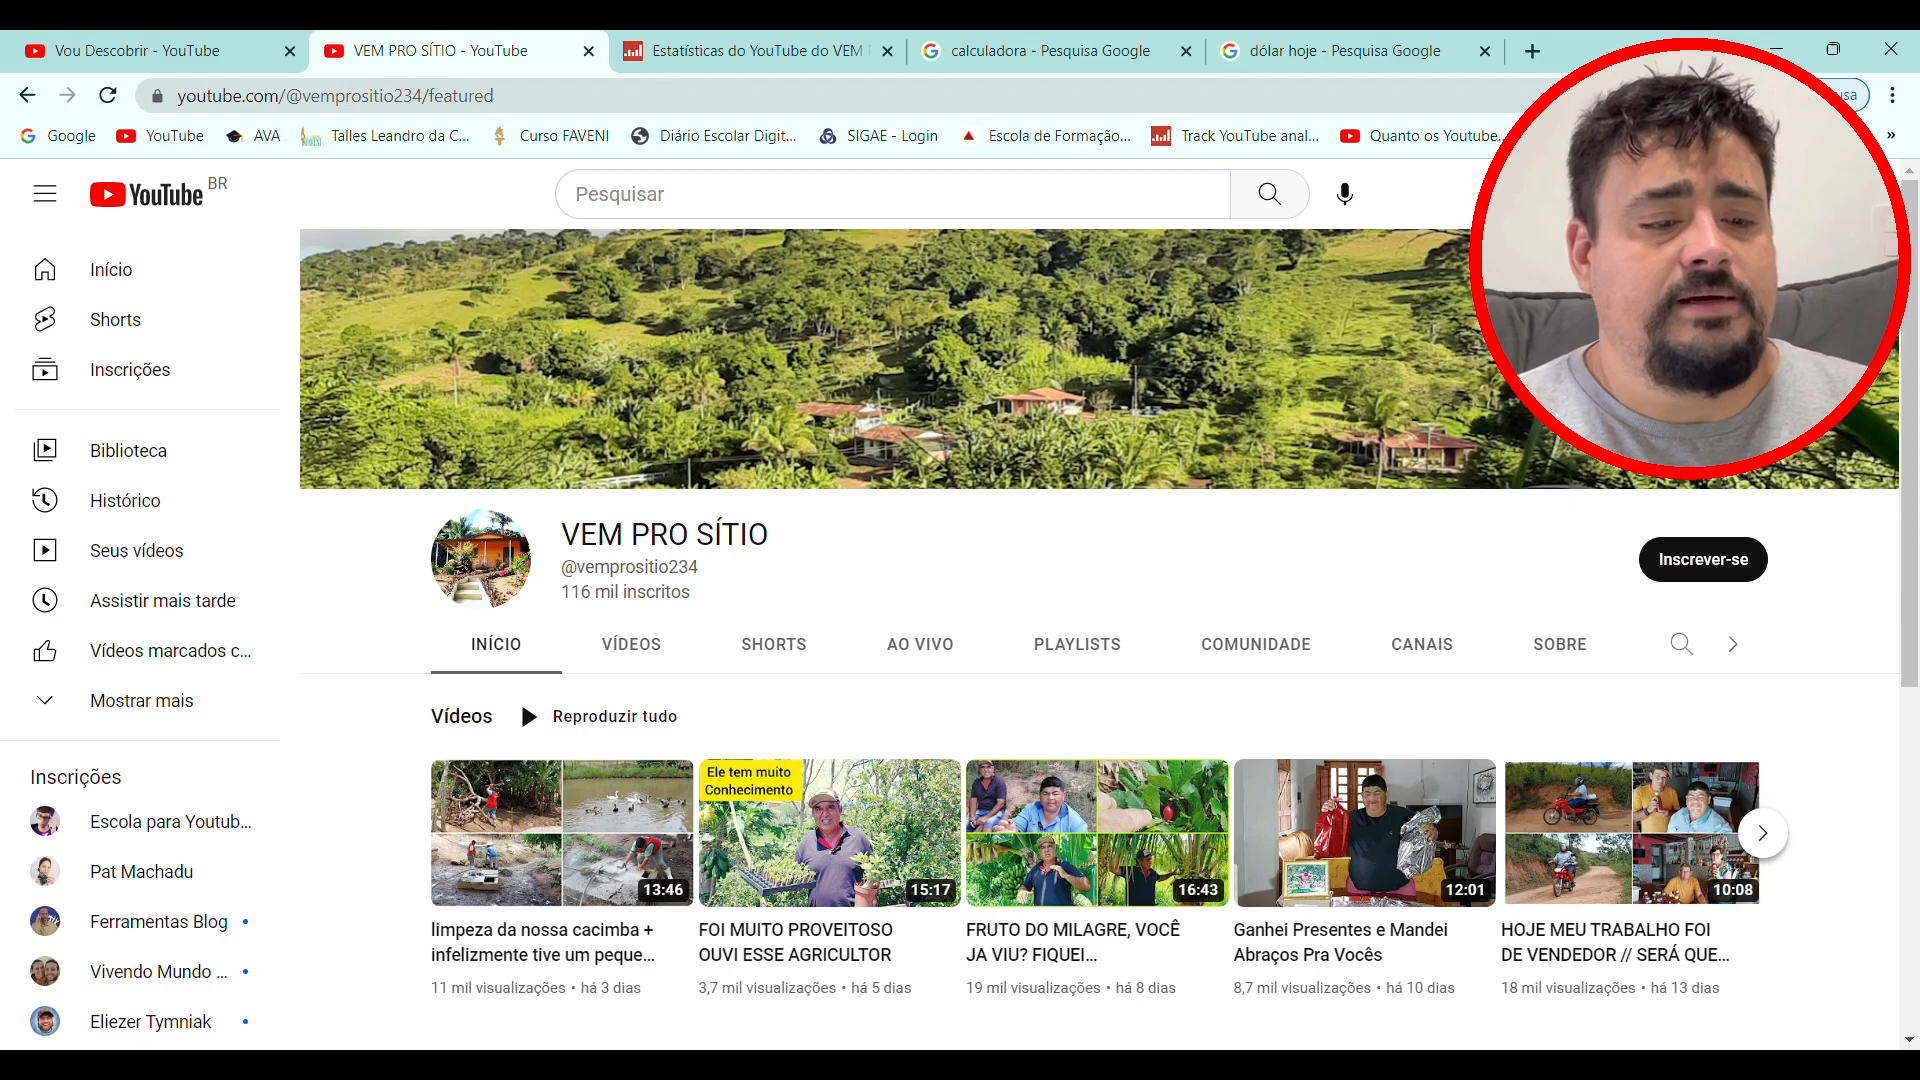 Vou Descobrir - YouTube
VEM PRO SÍTIO - YouTube
Estatísticas do YouTube do VEM
calculadora - Pesquisa Google
dólar hoje - Pesquisa Google
youtube.com/@vemprositio234/featured
Google
YouTube
AVA
Talles Leandro da C...
Curso FAVENI
Diário Escolar Digit...
SIGAE - Login
Escola de Formação...
Track YouTube anal...
Quanto os Youtube...
YouTube BR
Pesquisar
Início
Shorts
Inscrições
Biblioteca
Histórico
Seus vídeos
Assistir mais tarde
Vídeos marcados c...
Mostrar mais
Inscrições
Escola para Youtub...
Pat Machadu
Ferramentas Blog
Vivendo Mundo ...
Eliezer Tymniak
VEM PRO SÍTIO
@vemprositio234
116 mil inscritos
Inscrever-se
INÍCIO
VÍDEOS
SHORTS
AO VIVO
PLAYLISTS
COMUNIDADE
CANAIS
SOBRE
Vídeos
Reproduzir tudo
13:46
limpeza da nossa cacimba +
infelizmente tive um peque...
11 mil visualizações • há 3 dias
Ele tem muito
Conhecimento
15:17
FOI MUITO PROVEITOSO
OUVI ESSE AGRICULTOR
3,7 mil visualizações • há 5 dias
16:43
FRUTO DO MILAGRE, VOCÊ
JA VIU? FIQUEI...
19 mil visualizações • há 8 dias
12:01
Ganhei Presentes e Mandei
Abraços Pra Vocês
8,7 mil visualizações • há 10 dias
10:08
HOJE MEU TRABALHO FOI
DE VENDEDOR // SERÁ QUE...
18 mil visualizações • há 13 dias